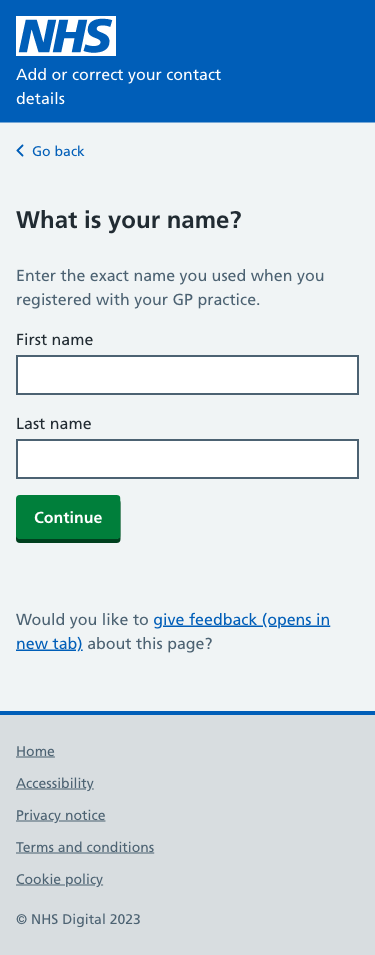 NHS
Add or correct your contact
details
Go back
What is your name?
Enter the exact name you used when you
registered with your GP practice.
First name
Last name
Continue
Would you like to give feedback (opens in
new tab) about this page?
Home
Accessibility
Privacy notice
Terms and conditions
Cookie policy
© NHS Digital 2023